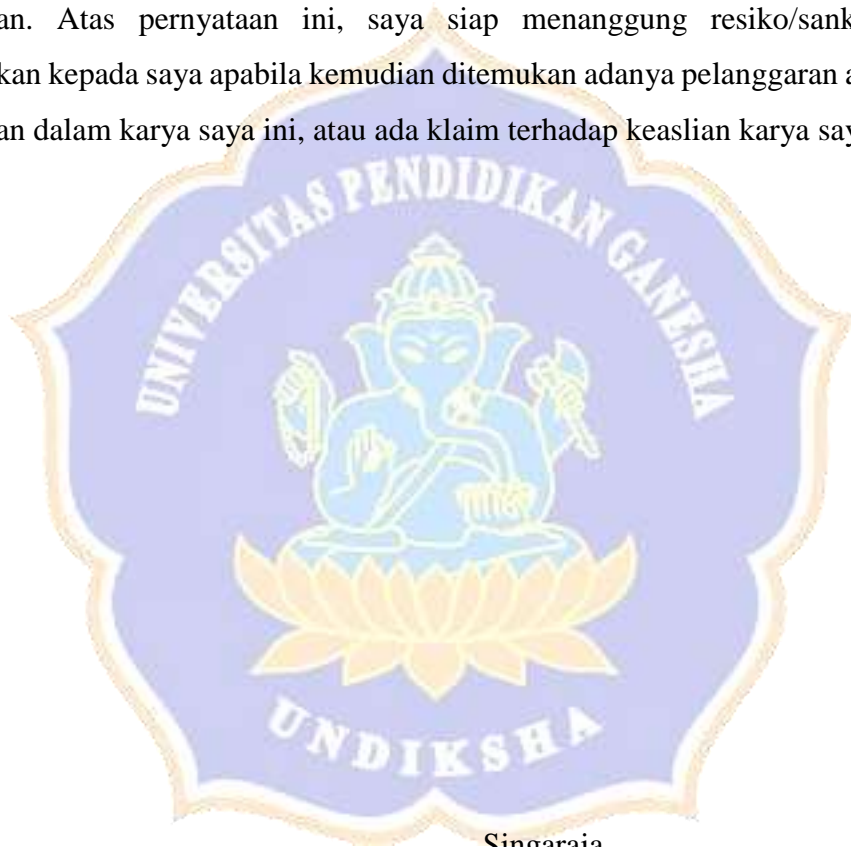 an. Atas pernyataan ini, saya siap menanggung resiko/sank
kan kepada saya apabila kemudian ditemukan adanya pelanggaran a
an dalam karya saya ini, atau ada klaim terhadap keaslian karya say
UNIVERSITAS PENDIDIKAN GANESHA
UNDIKSHA
Singaraja